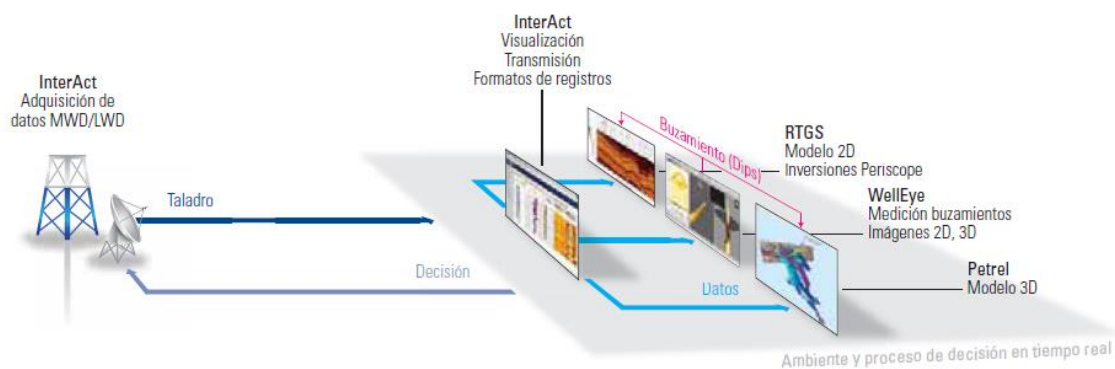 InterAct
Visualización
Transmisión
Formatos de registros
InterAct
Adquisición de
datos MWD/LWD
Taladro
Decisión
Buzamiento (Dips)
Datos
RTGS
Modelo 2D
Inversiones Periscope
WellEye
Medición buzamientos
Imágenes 2D, 3D
Petrel
Modelo 3D
Ambiente y proceso de decisión en tiempo real